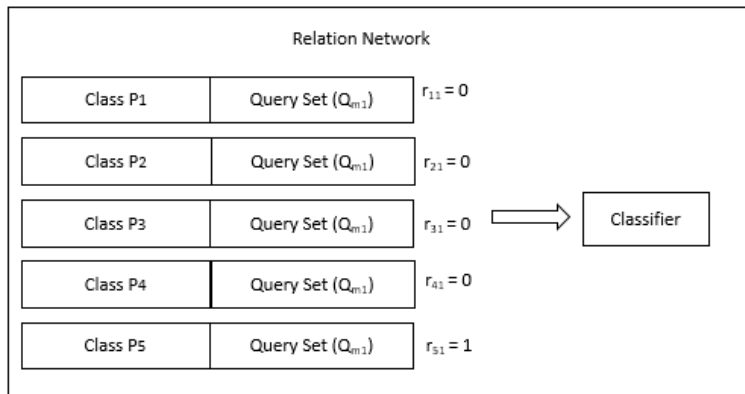 Relation Network
Class P1 Query Set (Qₘ₁) r₁₁ = 0
Class P2 Query Set (Qₘ₁) r₂₁ = 0
Class P3 Query Set (Qₘ₁) r₃₁ = 0
Classifier
Class P4 Query Set (Qₘ₁) r₄₁ = 0
Class P5 Query Set (Qₘ₁) r₅₁ = 1